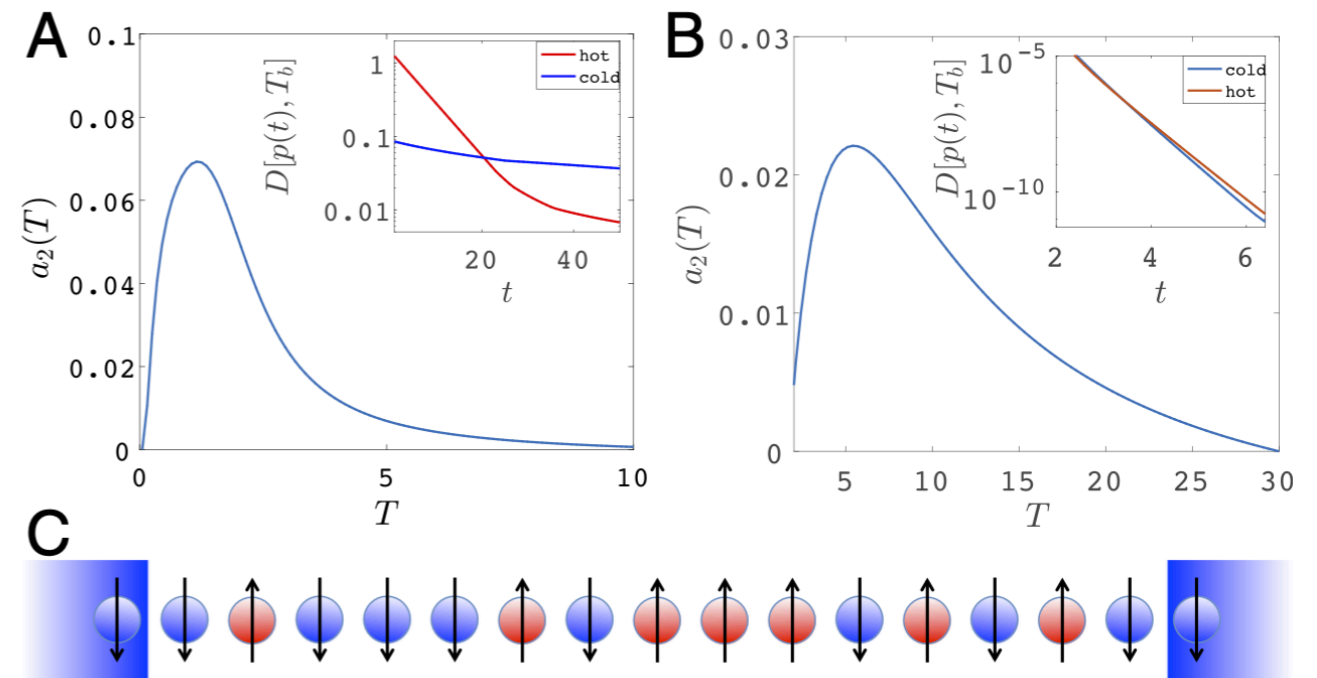 A
0.1
0.08
0.06
0.04
0.02
0
a₂(T)
0
5
10
T
D[p(t), T_b]
1
0.1
0.01
20
40
t
hot
cold
B
0.03
0.02
0.01
0
a₂(T)
5
10
15
20
25
30
T
D[p(t), T_b]
10⁻⁵
10⁻¹⁰
2
4
6
t
cold
hot
C